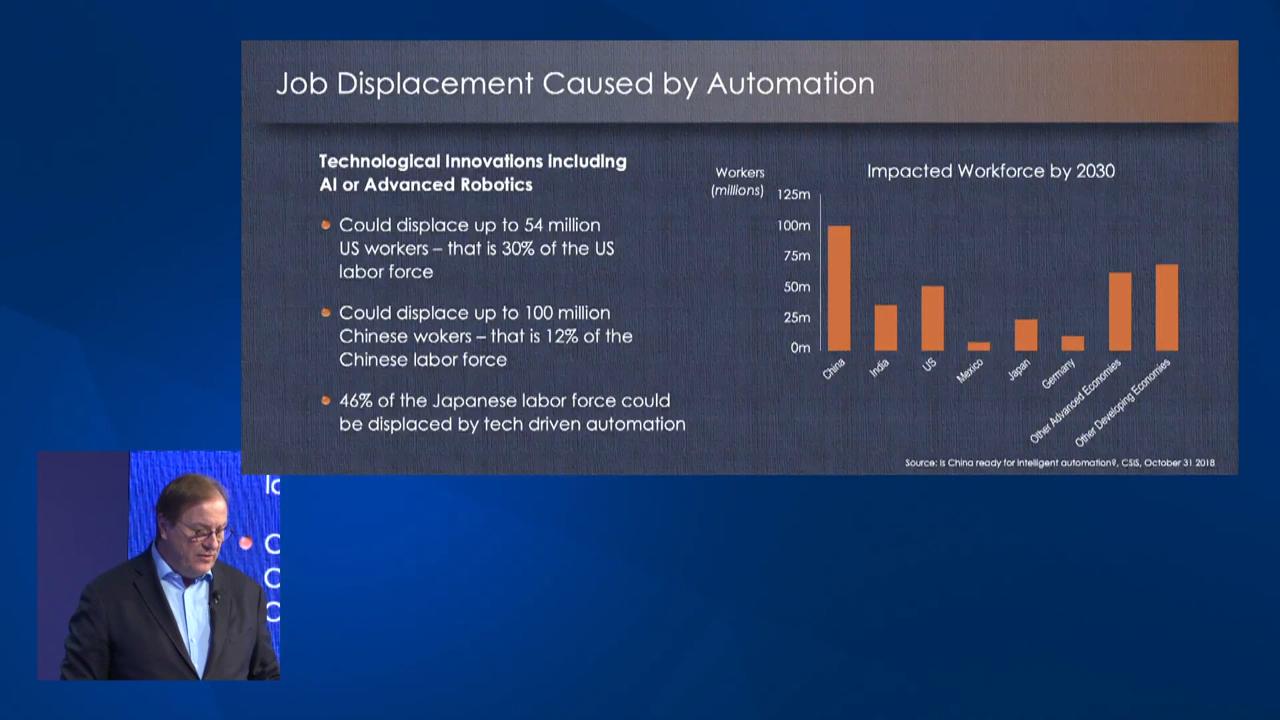 Job Displacement Caused by Automation
Technological Innovations including
AI or Advanced Robotics
Could displace up to 54 million
US workers – that is 30% of the US
labor force
Could displace up to 100 million
Chinese wokers – that is 12% of the
Chinese labor force
46% of the Japanese labor force could
be displaced by tech driven automation
Workers
(millions)
Impacted Workforce by 2030
125m
100m
75m
50m
25m
0m
China
India
US
Mexico
Japan
Germany
Other Advanced Economies
Other Developing Economies
Source: Is China ready for intelligent automation?, CSIS, October 31 2018